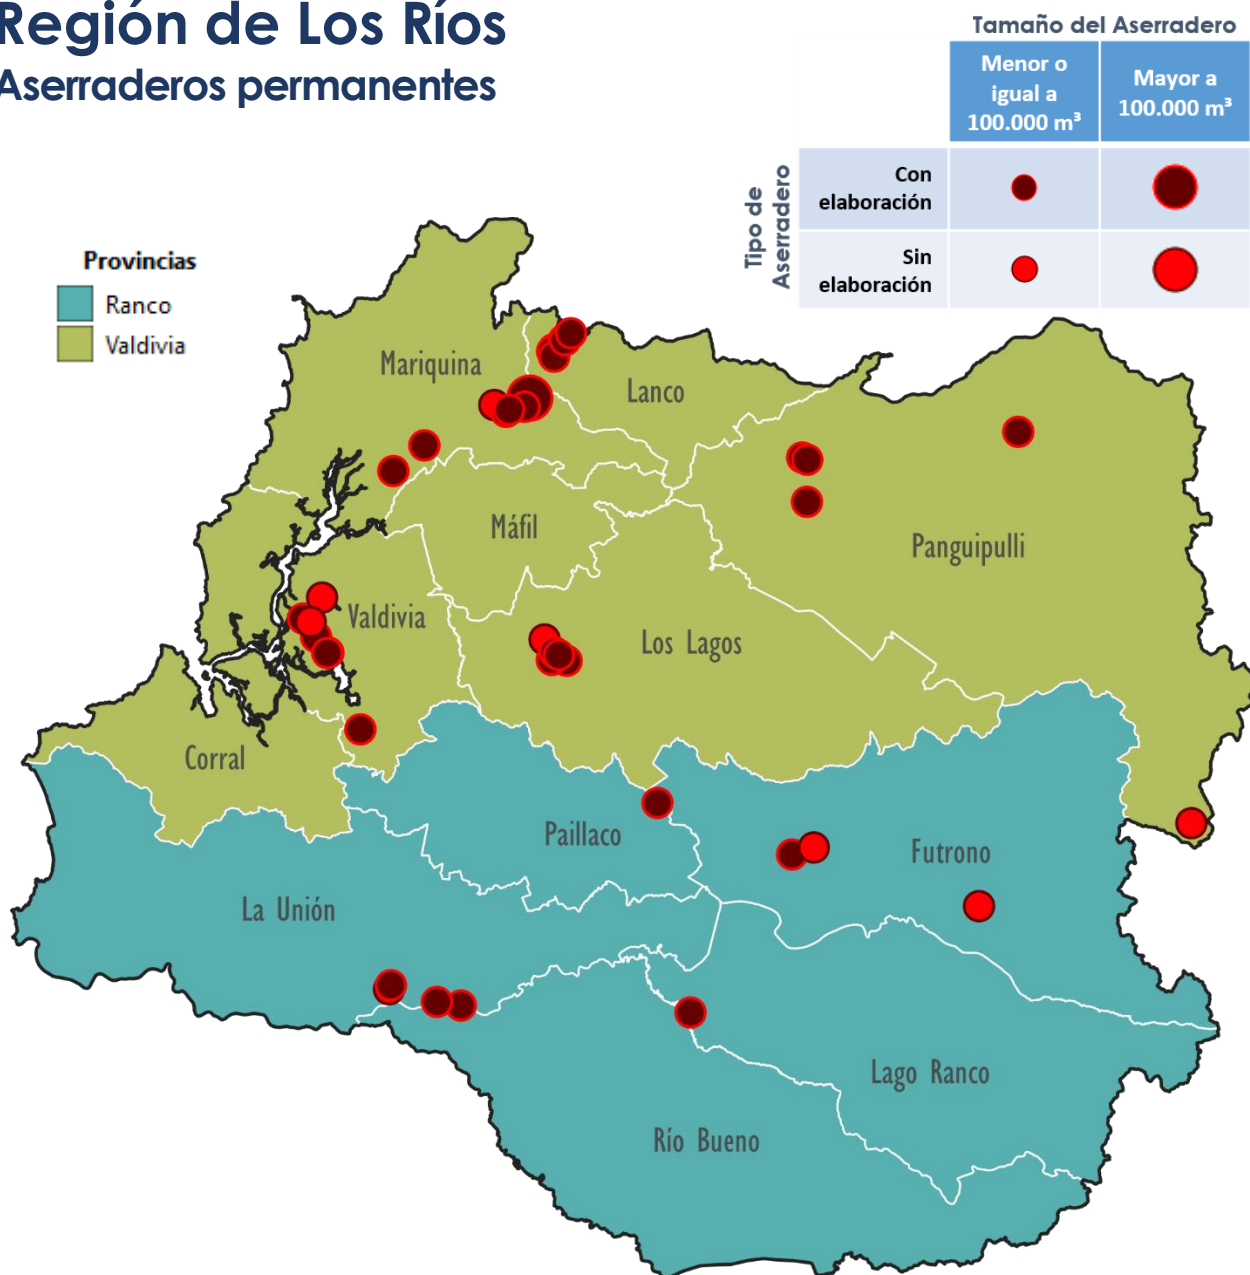 Región de Los Ríos
Aserraderos permanentes
Tamaño del Aserradero
Menor o
igual a
100.000 m³
Mayor a
100.000 m³
Tipo de
Aserradero
Con
elaboración
Sin
elaboración
Provincias
Ranco
Valdivia
Mariquina
Lanco
Máfil
Panguipulli
Valdivia
Los Lagos
Corral
Paillaco
Futrono
La Unión
Lago Ranco
Río Bueno